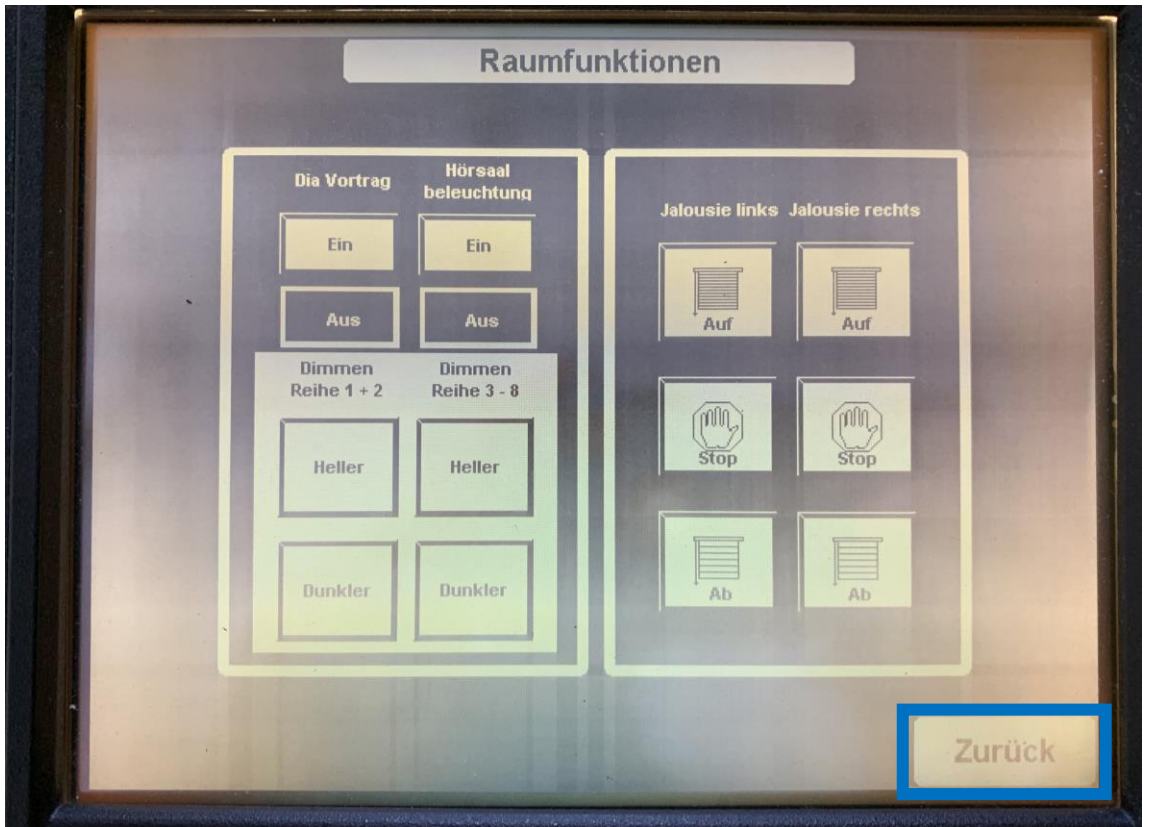 Raumfunktionen
Dia Vortrag
Hörsaal
beleuchtung
Ein
Ein
Aus
Aus
Dimmen
Reihe 1 + 2
Dimmen
Reihe 3 - 8
Heller
Heller
Dunkler
Dunkler
Jalousie links
Jalousie rechts
Auf
Auf
Stop
Stop
Ab
Ab
Zurück